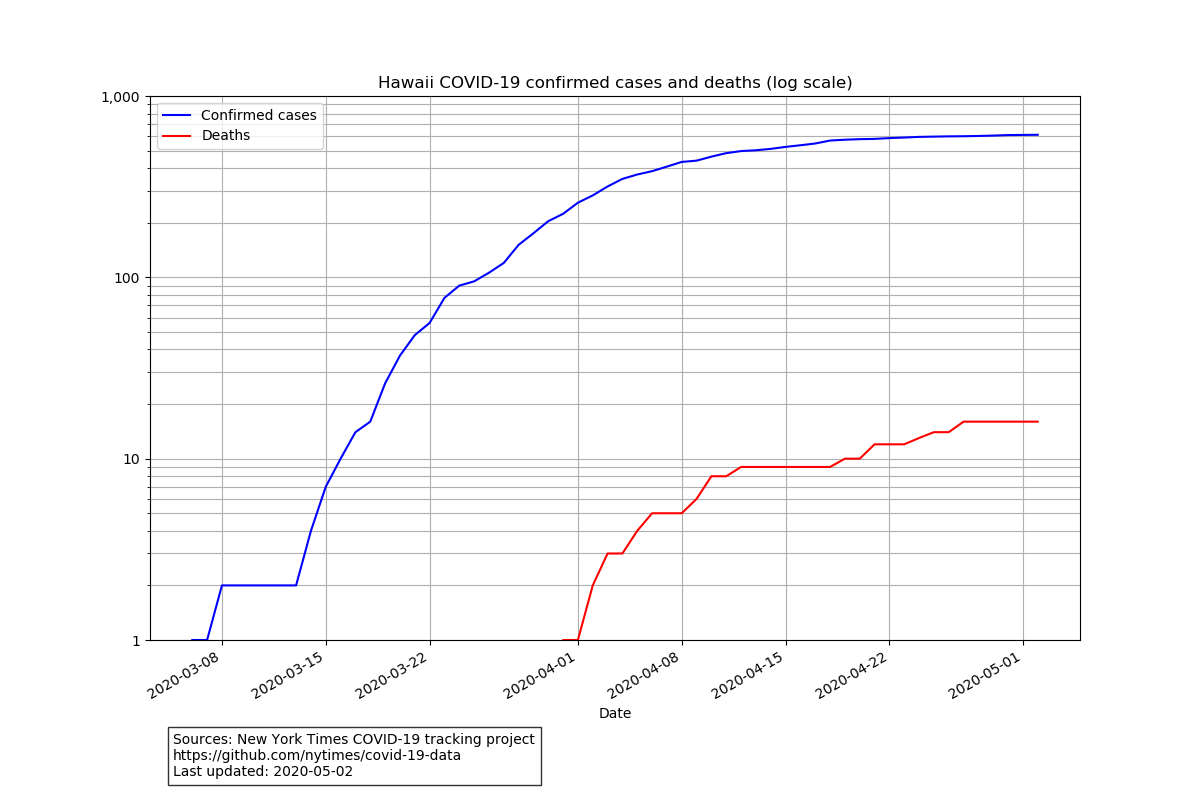 Hawaii COVID-19 confirmed cases and deaths (log scale)
Confirmed cases
Deaths
1,000
100
10
1
2020-03-08
2020-03-15
2020-03-22
2020-04-01
2020-04-08
2020-04-15
2020-04-22
2020-05-01
Date
Sources: New York Times COVID-19 tracking project
https://github.com/nytimes/covid-19-data
Last updated: 2020-05-02